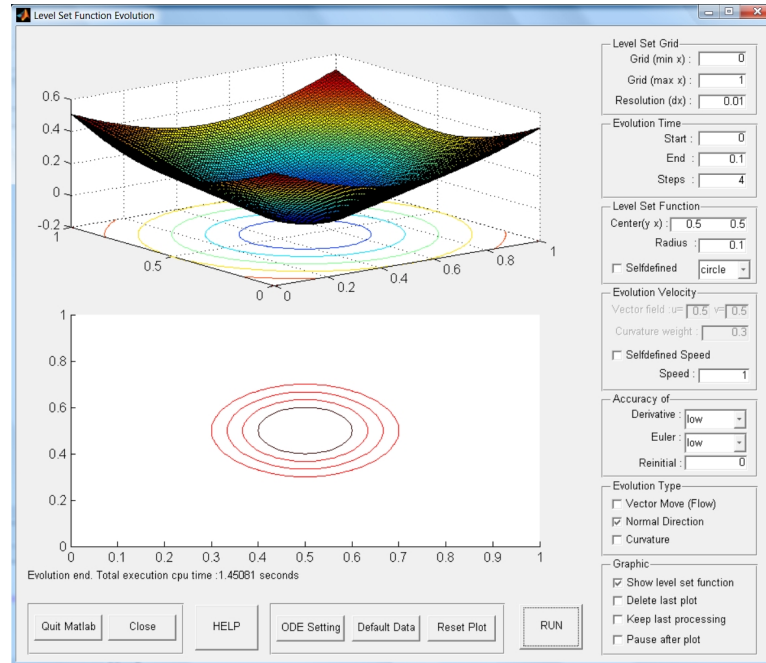 Level Set Function Evolution
0.6
0.4
0.2
0
-0.2
1
0.5
0
0
0.2
0.4
0.6
0.8
1
1
0.8
0.6
0.4
0.2
0
0
0.1
0.2
0.3
0.4
0.5
0.6
0.7
0.8
0.9
1
Evolution end. Total execution cpu time :1.45081 seconds
Quit Matlab
Close
HELP
ODE Setting
Default Data
Reset Plot
RUN
Level Set Grid
Grid (min x) : 0
Grid (max x) : 1
Resolution (dx) : 0.01
Evolution Time
Start : 0
End : 0.1
Steps : 4
Level Set Function
Center(y x) : 0.5 0.5
Radius : 0.1
Selfdefined circle
Evolution Velocity
Vector field :u= 0.5 v= 0.5
Curvature weight : 0.3
Selfdefined Speed
Speed : 1
Accuracy of
Derivative : low
Euler : low
Reinitial : 0
Evolution Type
Vector Move (Flow)
Normal Direction
Curvature
Graphic
Show level set function
Delete last plot
Keep last processing
Pause after plot